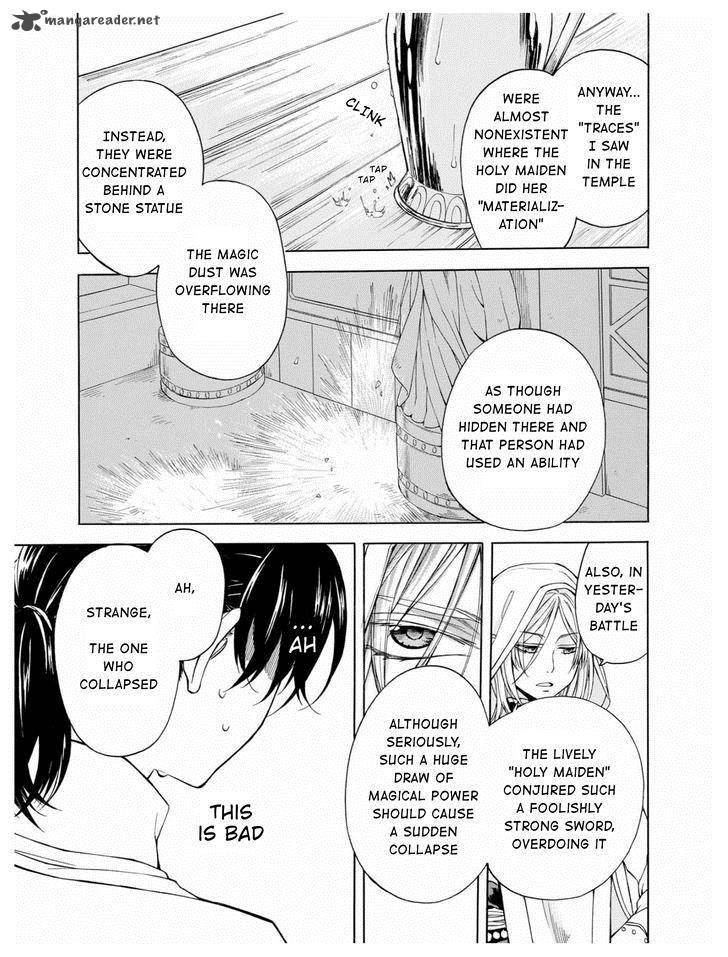 mangareader.net
ANYWAY...
THE
"TRACES"
I SAW
IN THE
TEMPLE
WERE
ALMOST
NONEXISTENT
WHERE THE
HOLY MAIDEN
DID HER
"MATERIALIZ-
ATION"
CLINK
TAP
TAP
INSTEAD,
THEY WERE
CONCENTRATED
BEHIND A
STONE STATUE
THE MAGIC
DUST WAS
OVERFLOWING
THERE
AS THOUGH
SOMEONE HAD
HIDDEN THERE AND
THAT PERSON HAD
USED AN ABILITY
ALSO, IN
YESTER-
DAY'S
BATTLE
THE LIVELY
"HOLY MAIDEN"
CONJURED SUCH
A FOOLISHLY
STRONG SWORD,
OVERDOING IT
ALTHOUGH
SERIOUSLY,
SUCH A HUGE
DRAW OF
MAGICAL POWER
SHOULD CAUSE
A SUDDEN
COLLAPSE
...
AH
AH,
STRANGE,
THE ONE
WHO
COLLAPSED
THIS
IS BAD